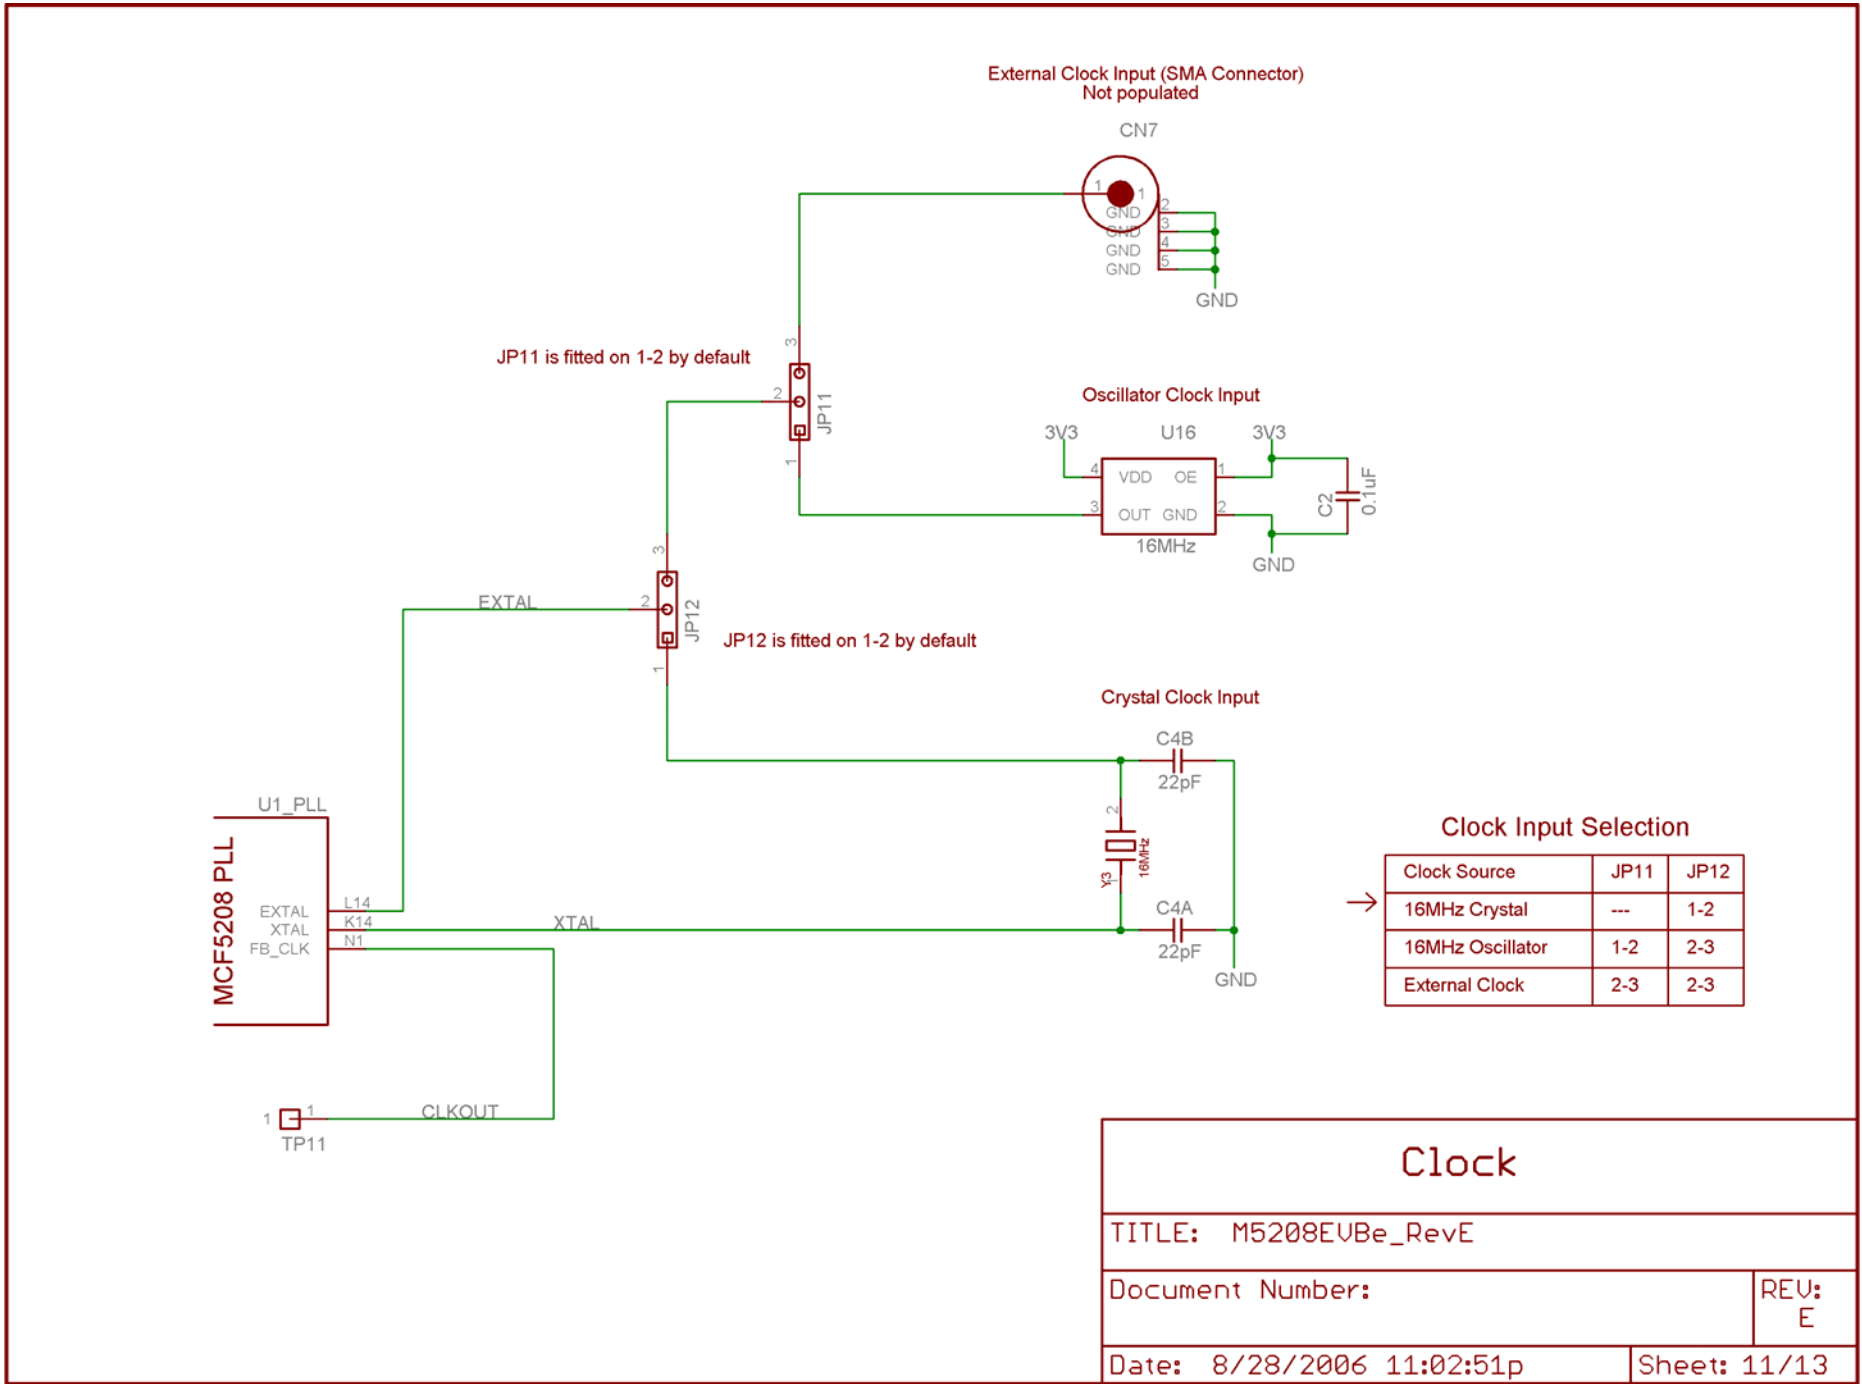 External Clock Input (SMA Connector)
Not populated
CN7
1 1
GND 2
GND 3
GND 4
GND 5
GND
JP11 is fitted on 1-2 by default
3
2
1
JP11
Oscillator Clock Input
3V3 U16 3V3
4 VDD OE 1
3 OUT GND 2
16MHz
C2
0.1uF
GND
3
EXTAL 2
1
JP12
JP12 is fitted on 1-2 by default
Crystal Clock Input
C4B
22pF
2
16MHz
Y3
1
C4A
22pF
GND
U1_PLL
MCF5208 PLL
EXTAL L14
XTAL K14
FB_CLK N1
XTAL
1 1 CLKOUT
TP11
Clock Input Selection
Clock Source JP11 JP12
16MHz Crystal --- 1-2
16MHz Oscillator 1-2 2-3
External Clock 2-3 2-3
Clock
TITLE: M5208EVBe_RevE
Document Number:
REV:
E
Date: 8/28/2006 11:02:51p
Sheet: 11/13